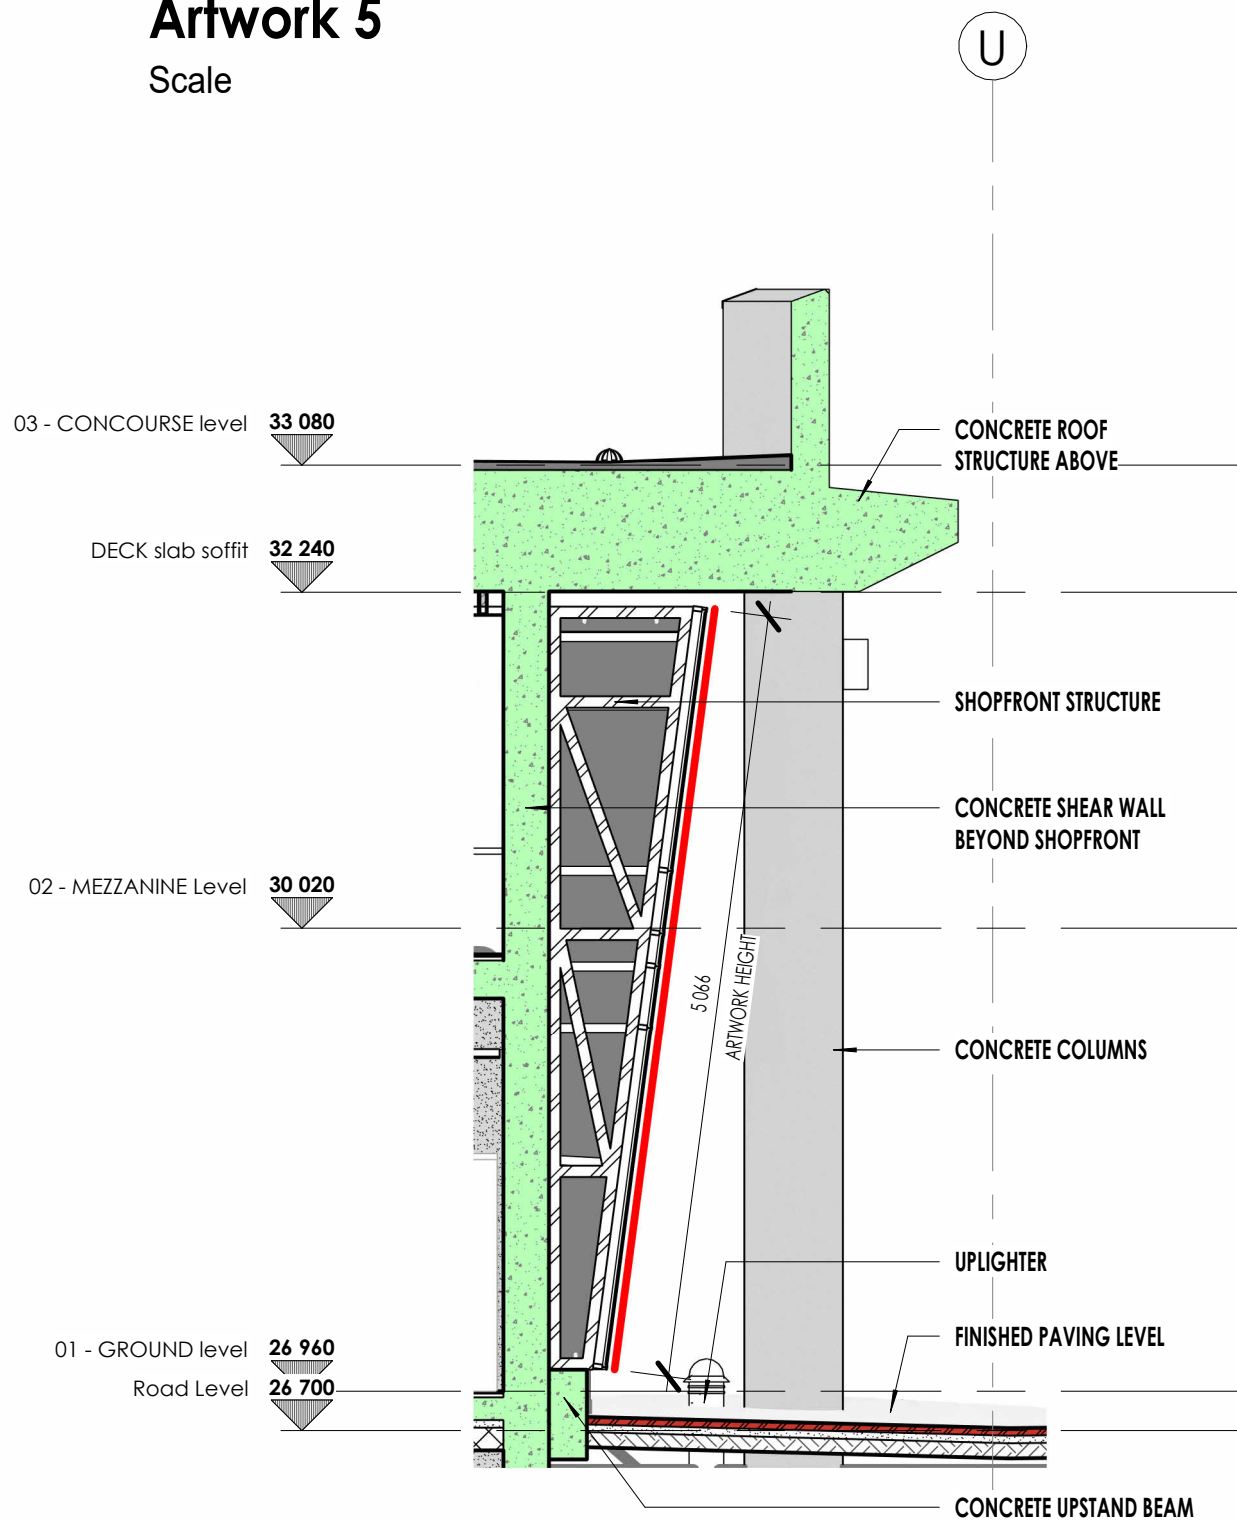 Artwork 5
Scale
U
03 - CONCOURSE level 33 080
CONCRETE ROOF
STRUCTURE ABOVE
DECK slab soffit 32 240
SHOPFRONT STRUCTURE
CONCRETE SHEAR WALL
BEYOND SHOPFRONT
02 - MEZZANINE Level 30 020
5 066
ARTWORK HEIGHT
CONCRETE COLUMNS
UPLIGHTER
FINISHED PAVING LEVEL
01 - GROUND level 26 960
Road Level 26 700
CONCRETE UPSTAND BEAM